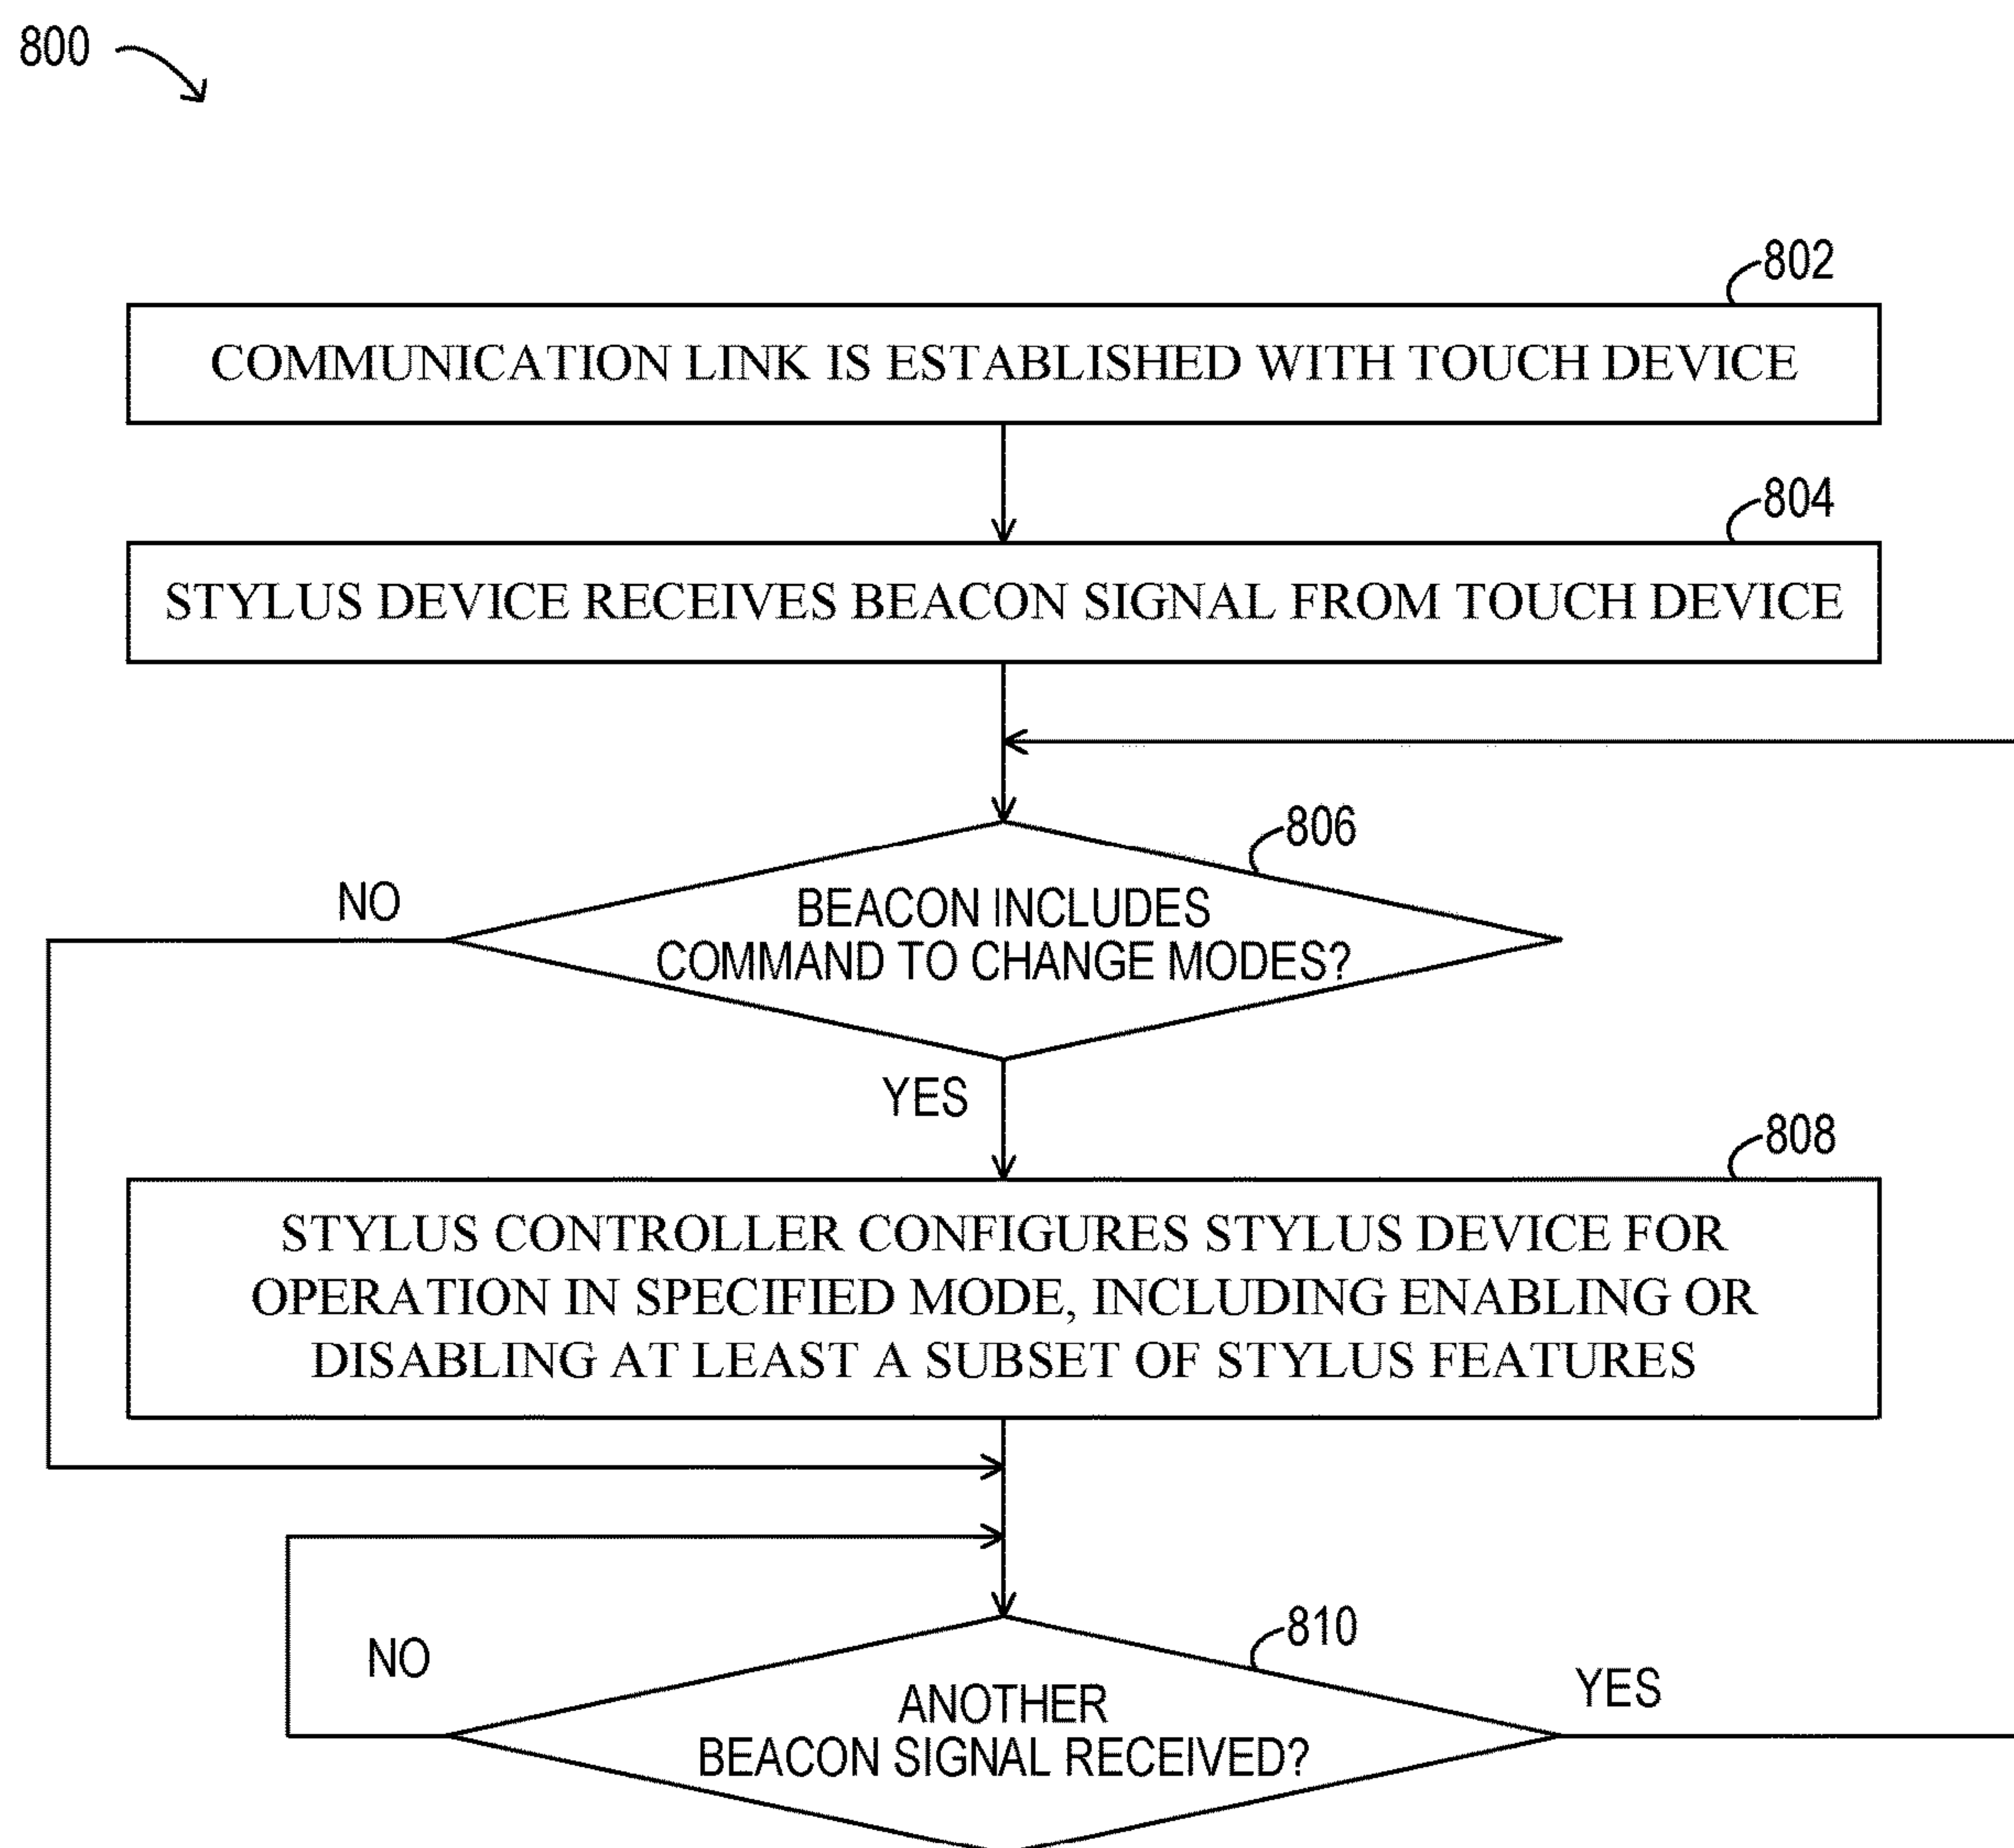 800
802
COMMUNICATION LINK IS ESTABLISHED WITH TOUCH DEVICE
804
STYLUS DEVICE RECEIVES BEACON SIGNAL FROM TOUCH DEVICE
806
NO
BEACON INCLUDES
COMMAND TO CHANGE MODES?
YES
808
STYLUS CONTROLLER CONFIGURES STYLUS DEVICE FOR
OPERATION IN SPECIFIED MODE, INCLUDING ENABLING OR
DISABLING AT LEAST A SUBSET OF STYLUS FEATURES
810
NO
YES
ANOTHER
BEACON SIGNAL RECEIVED?